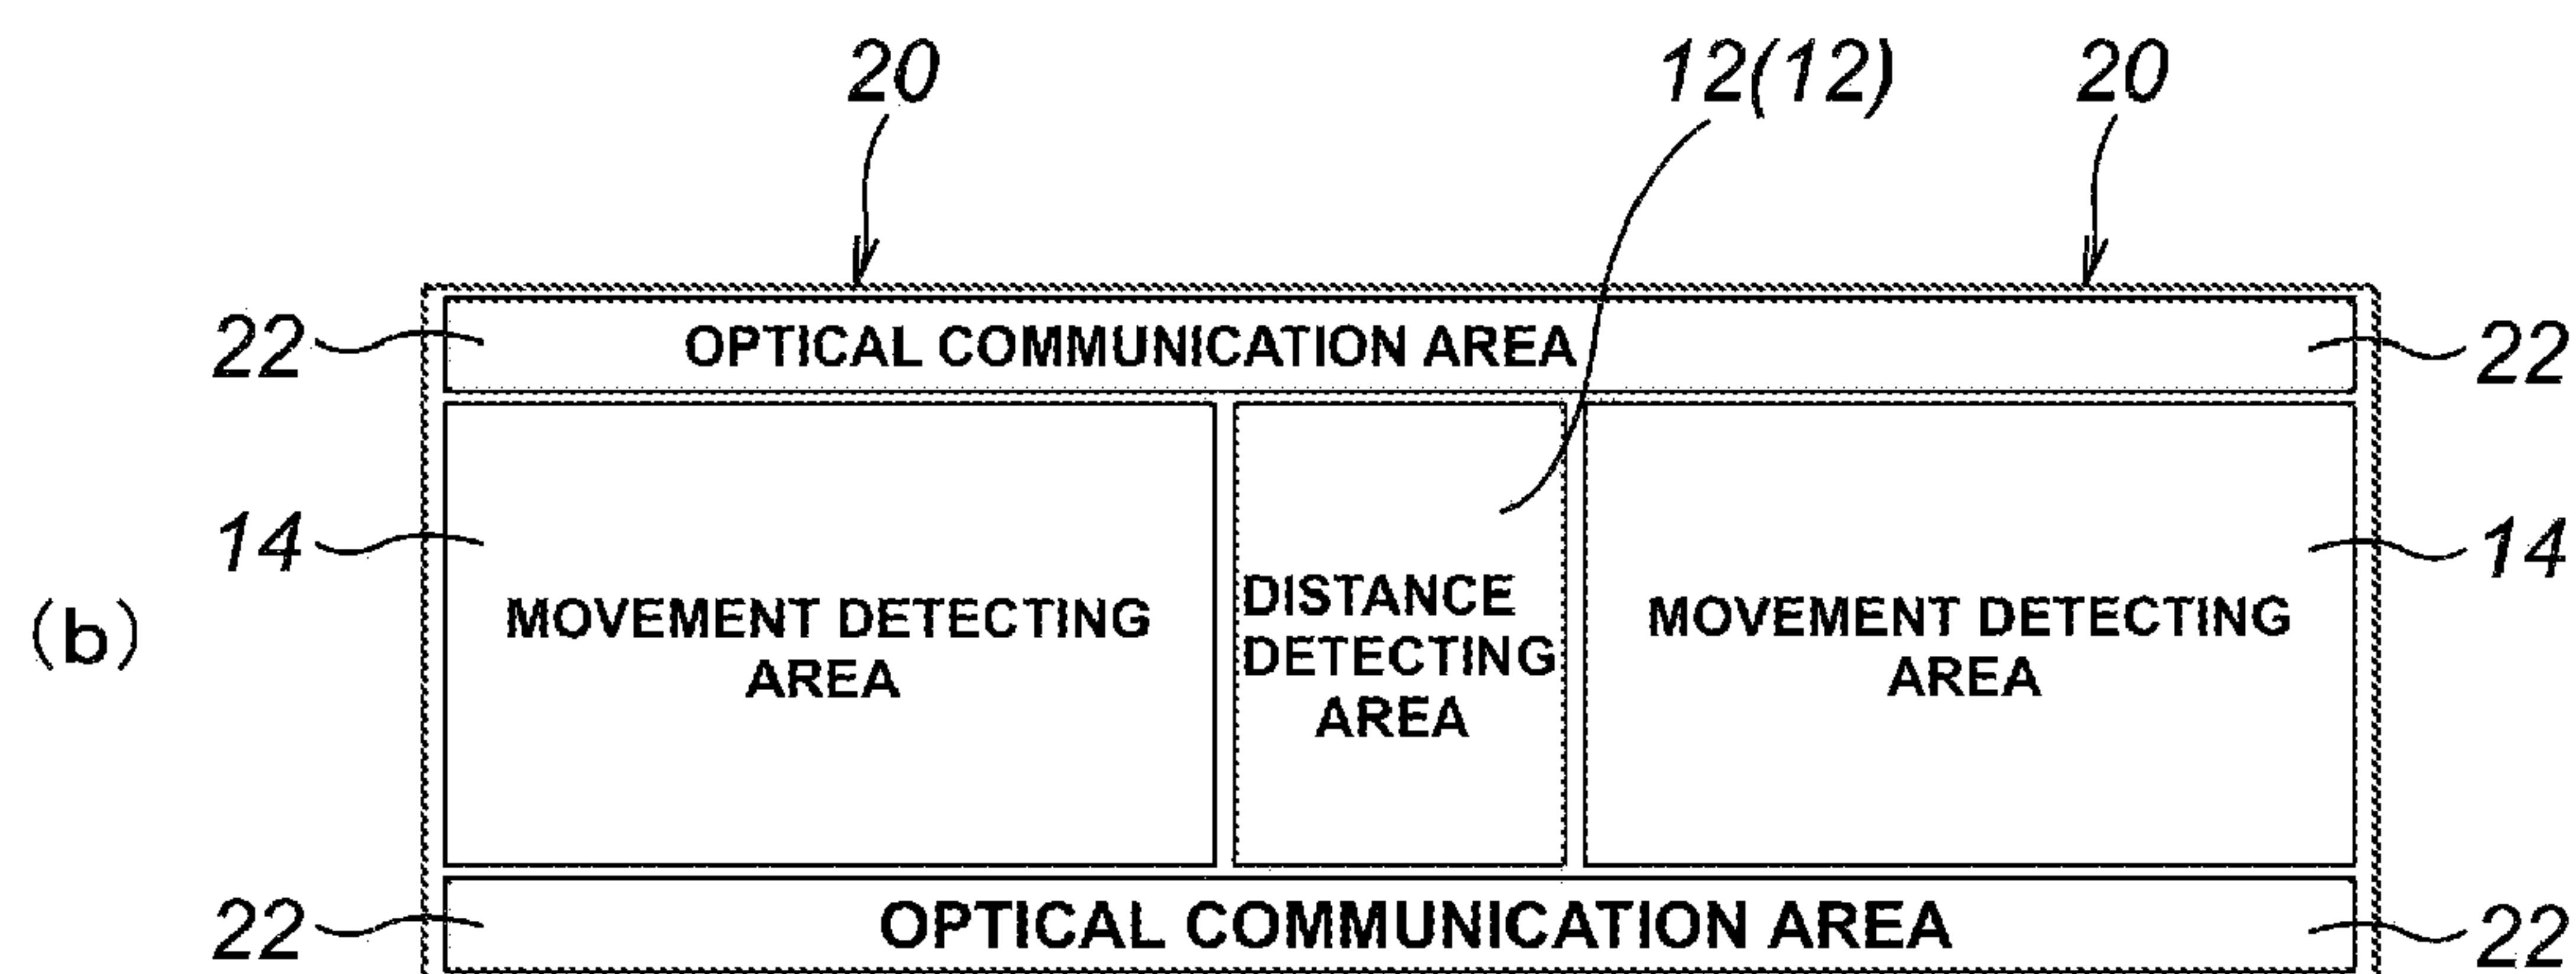 20 12(12) 20
22 OPTICAL COMMUNICATION AREA 22
14 14
(b)
MOVEMENT DETECTING
AREA
DISTANCE
DETECTING
AREA
MOVEMENT DETECTING
AREA
22 OPTICAL COMMUNICATION AREA 22